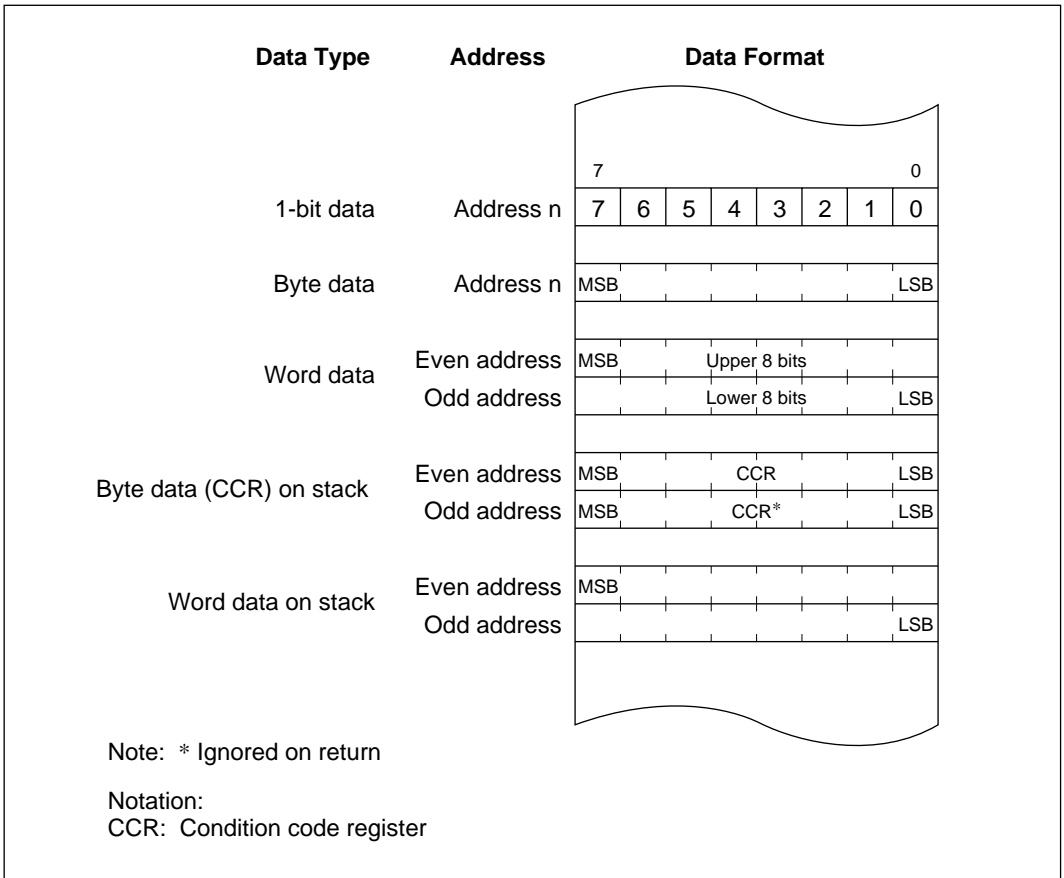 Data Type Address Data Format
7 0
1-bit data Address n 7 6 5 4 3 2 1 0
Byte data Address n MSB LSB
Word data
Even address MSB Upper 8 bits
Odd address Lower 8 bits LSB
Byte data (CCR) on stack
Even address MSB CCR LSB
Odd address MSB CCR* LSB
Word data on stack
Even address MSB
Odd address LSB
Note: * Ignored on return
Notation:
CCR: Condition code register